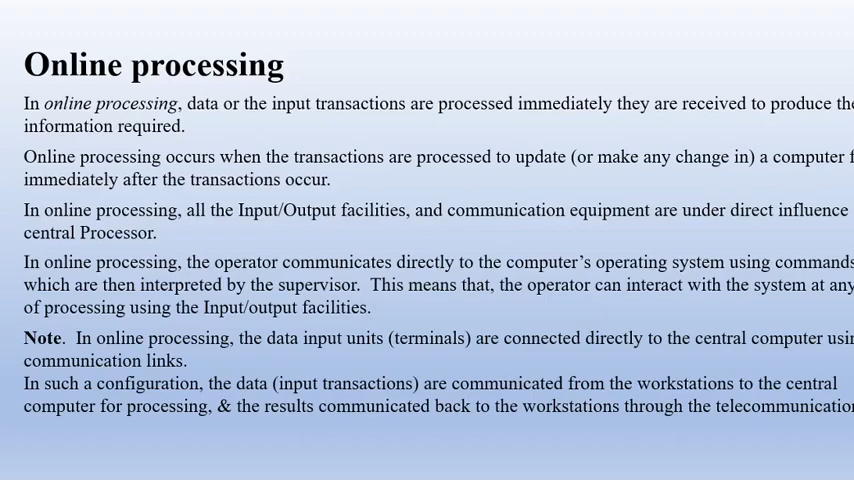 Online processing
In online processing, data or the input transactions are processed immediately they are received to produce the
information required.
Online processing occurs when the transactions are processed to update (or make any change in) a computer
immediately after the transactions occur.
In online processing, all the Input/Output facilities, and communication equipment are under direct influence
central Processor.
In online processing, the operator communicates directly to the computer’s operating system using commands
which are then interpreted by the supervisor. This means that, the operator can interact with the system at any
of processing using the Input/output facilities.
Note. In online processing, the data input units (terminals) are connected directly to the central computer
communication links.
In such a configuration, the data (input transactions) are communicated from the workstations to the central
computer for processing, & the results communicated back to the workstations through the